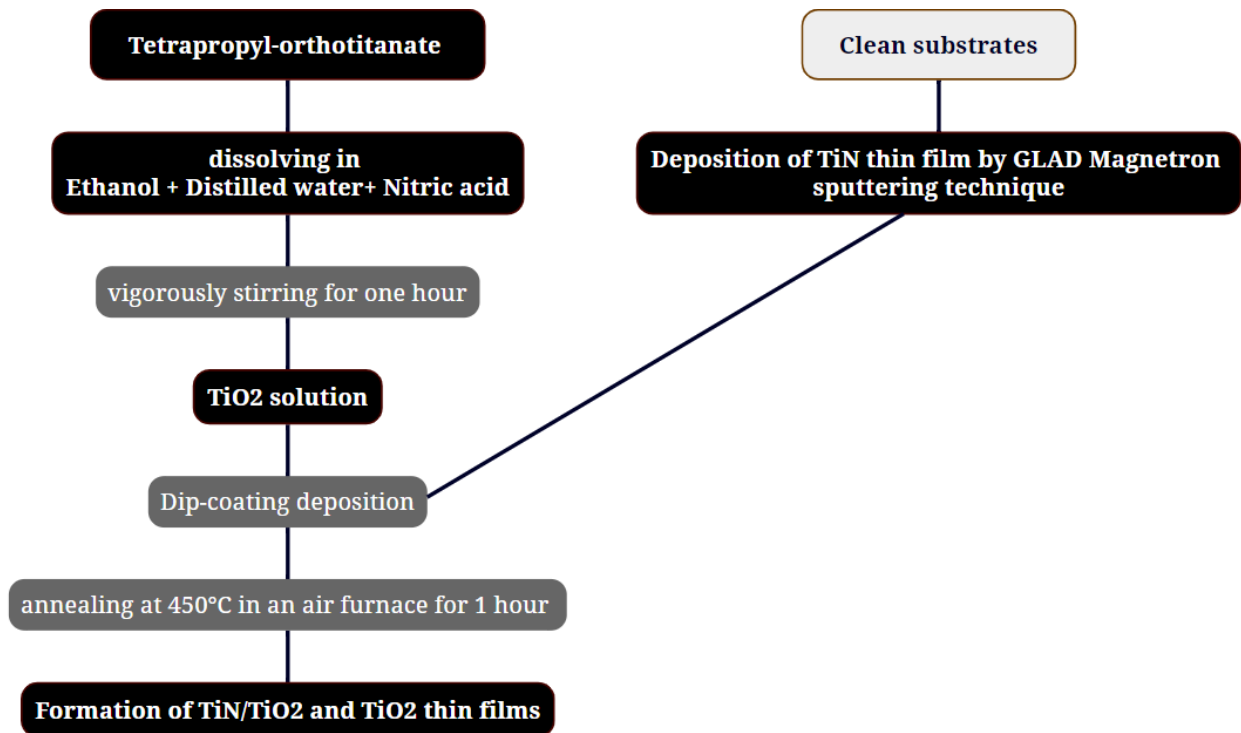 Tetrapropyl-orthotitanate
Clean substrates
dissolving in
Ethanol + Distilled water+ Nitric acid
Deposition of TiN thin film by GLAD Magnetron
sputtering technique
vigorously stirring for one hour
TiO2 solution
Dip-coating deposition
annealing at 450°C in an air furnace for 1 hour
Formation of TiN/TiO2 and TiO2 thin films